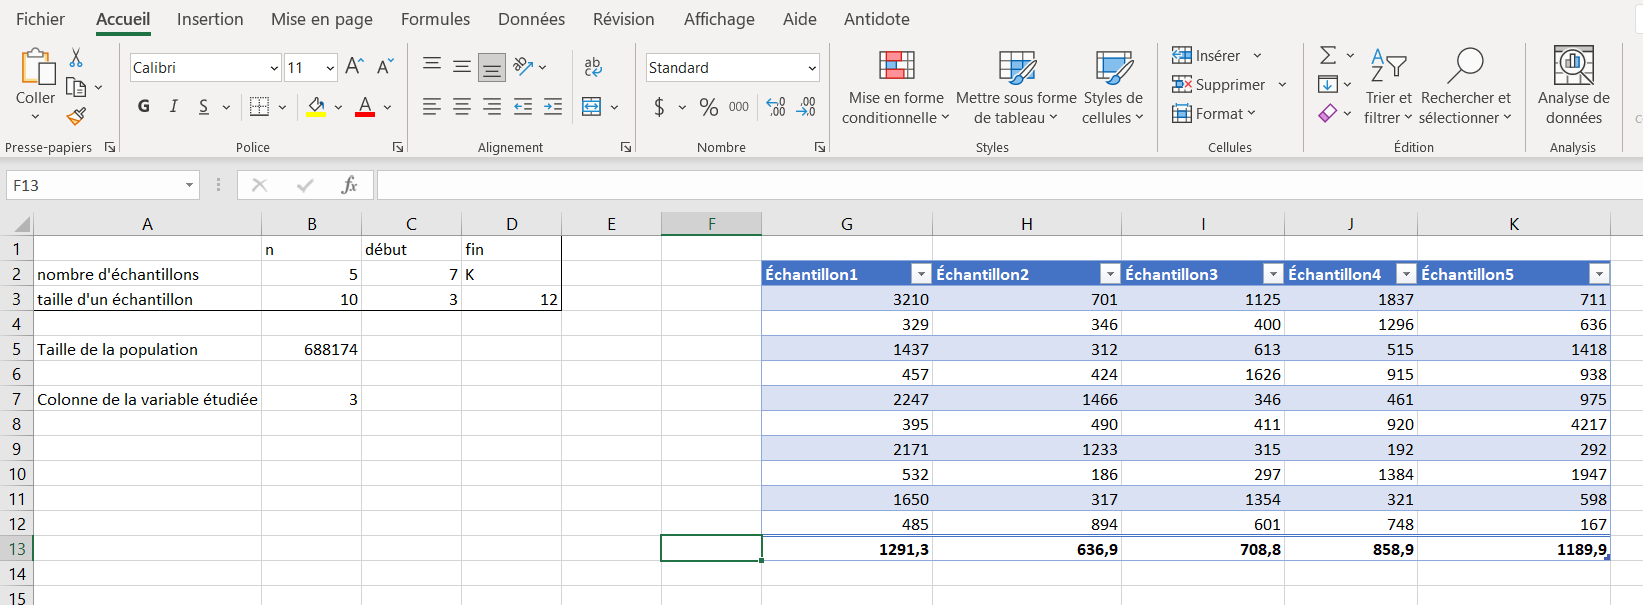 Fichier Accueil Insertion Mise en page Formules Données Révision Affichage Aide Antidote
Coller
Presse-papiers
Calibri 11 A A
G I S A
Police
ab
Alignement
Standard
$ % 000 ,0 ,00 ,00 ,0
Nombre
Mise en forme conditionnelle
Mettre sous forme de tableau
Styles de cellules
Styles
Insérer
Supprimer
Format
Cellules
Σ
A
Z
Trier et filtrer
Rechercher et sélectionner
Édition
Analyse de données
Analysis
F13 fx
A B C D E F G H I J K
1 n début fin
2 nombre d'échantillons 5 7 K Échantillon1 Échantillon2 Échantillon3 Échantillon4 Échantillon5
3 taille d'un échantillon 10 3 12 3210 701 1125 1837 711
4 329 346 400 1296 636
5 Taille de la population 688174 1437 312 613 515 1418
6 457 424 1626 915 938
7 Colonne de la variable étudiée 3 2247 1466 346 461 975
8 395 490 411 920 4217
9 2171 1233 315 192 292
10 532 186 297 1384 1947
11 1650 317 1354 321 598
12 485 894 601 748 167
13 1291,3 636,9 708,8 858,9 1189,9
14
15